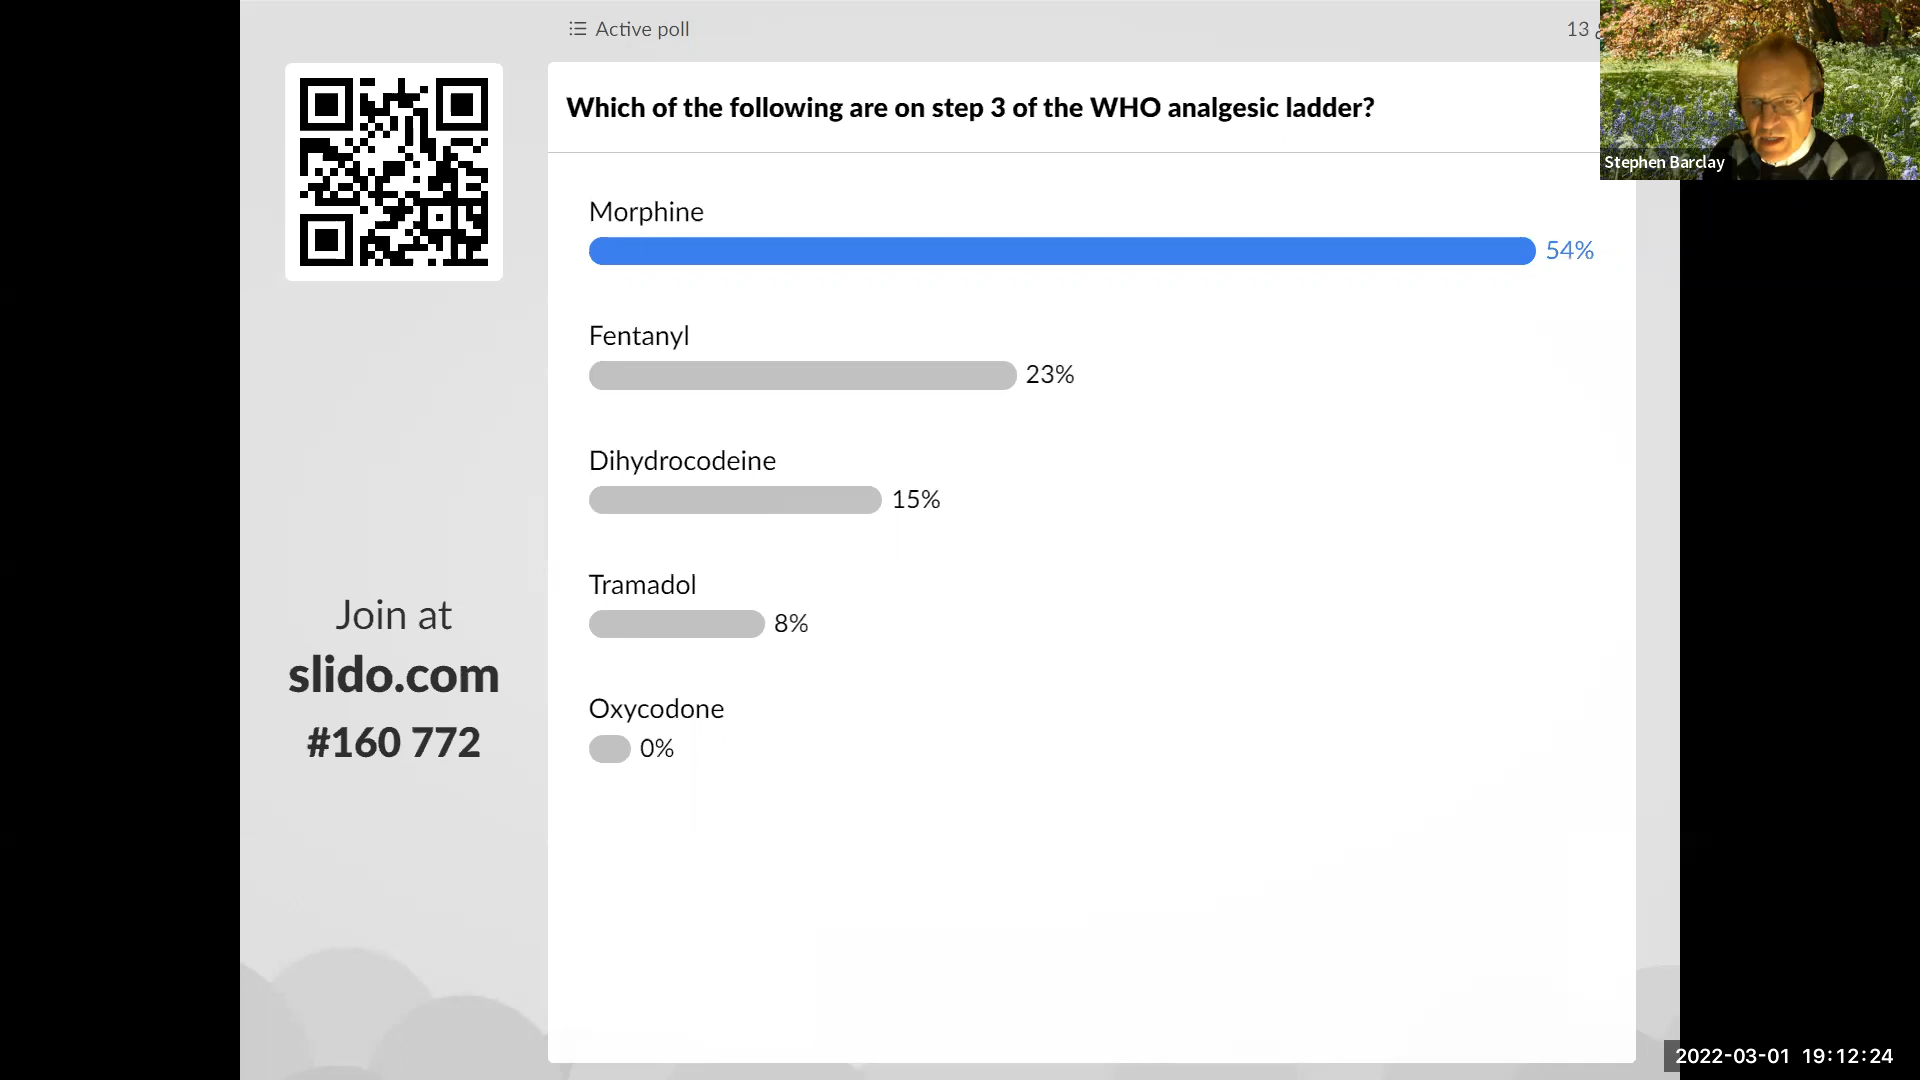 Active poll
13
Which of the following are on step 3 of the WHO analgesic ladder?
Stephen Barclay
Morphine
54%
Fentanyl
23%
Dihydrocodeine
15%
Tramadol
8%
Oxycodone
0%
Join at
slido.com
#160 772
2022-03-01 19:12:24